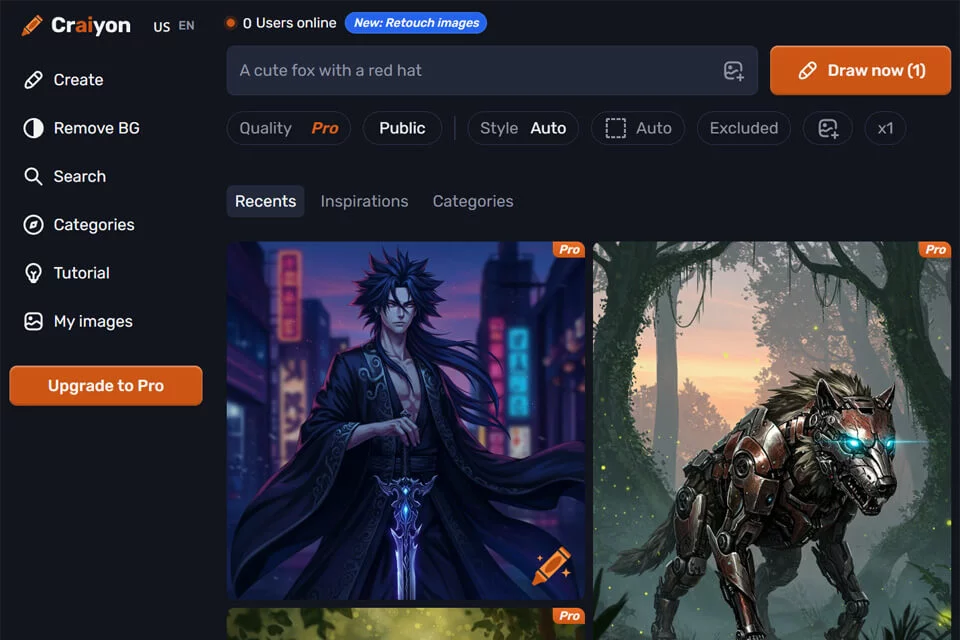 Craiyon US EN
0 Users online New: Retouch images
A cute fox with a red hat
Draw now (1)
Create
Remove BG
Search
Categories
Tutorial
My images
Upgrade to Pro
Quality Pro Public Style Auto Auto Excluded x1
Recents Inspirations Categories
Pro
Pro
Pro